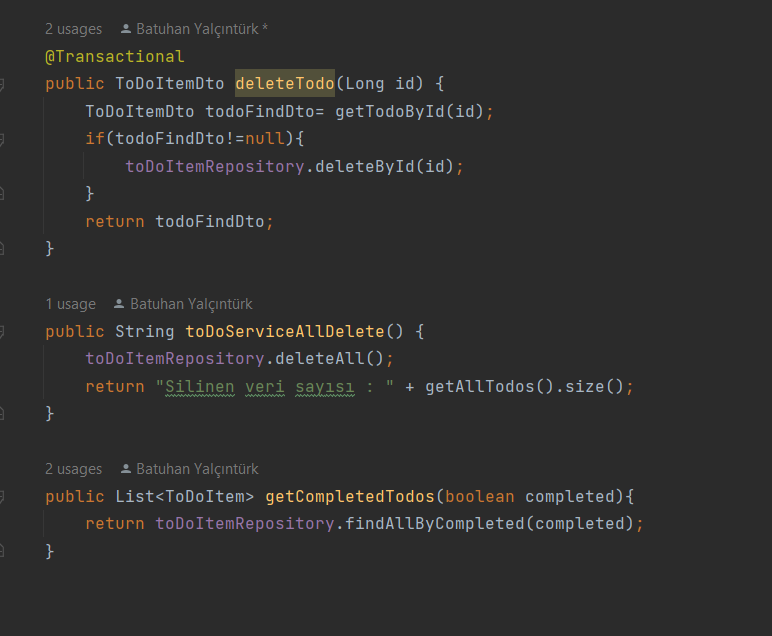 2 usages Batuhan Yalçıntürk *
@Transactional
public ToDoItemDto deleteTodo(Long id) {
ToDoItemDto todoFindDto= getTodoById(id);
if(todoFindDto!=null){
toDoItemRepository.deleteById(id);
}
return todoFindDto;
}
1 usage Batuhan Yalçıntürk
public String toDoServiceAllDelete() {
toDoItemRepository.deleteAll();
return "Silinen veri sayısı : " + getAllTodos().size();
}
2 usages Batuhan Yalçıntürk
public List<ToDoItem> getCompletedTodos(boolean completed){
return toDoItemRepository.findAllByCompleted(completed);
}